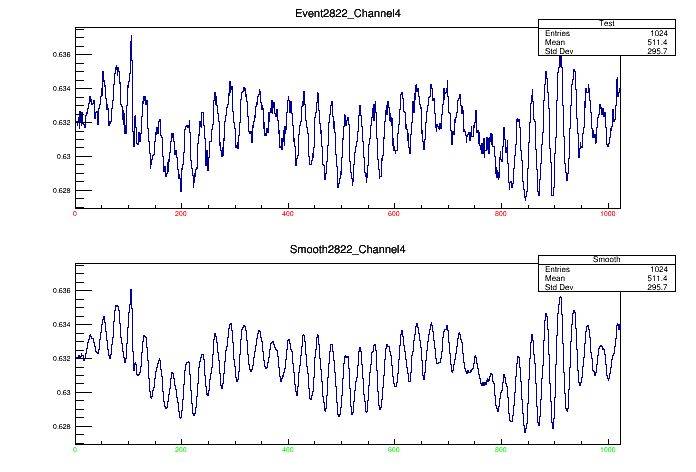 Event2822_Channel4
Test
Entries 1024
Mean 511.4
Std Dev 295.7
0.636
0.634
0.632
0.63
0.628
0 200 400 600 800 1000
Smooth2822_Channel4
Smooth
Entries 1024
Mean 511.4
Std Dev 295.7
0.636
0.634
0.632
0.63
0.628
0 200 400 600 800 1000